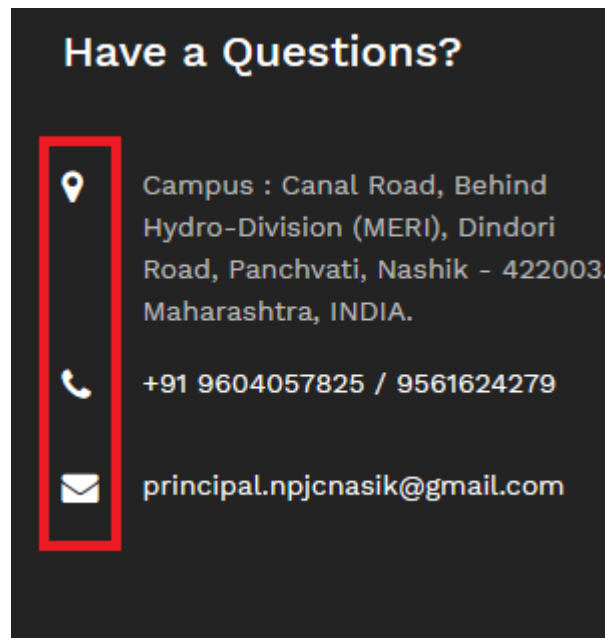 Have a Questions?
Campus : Canal Road, Behind
Hydro-Division (MERI), Dindori
Road, Panchvati, Nashik - 422003.
Maharashtra, INDIA.
+91 9604057825 / 9561624279
principal.npjcnasik@gmail.com